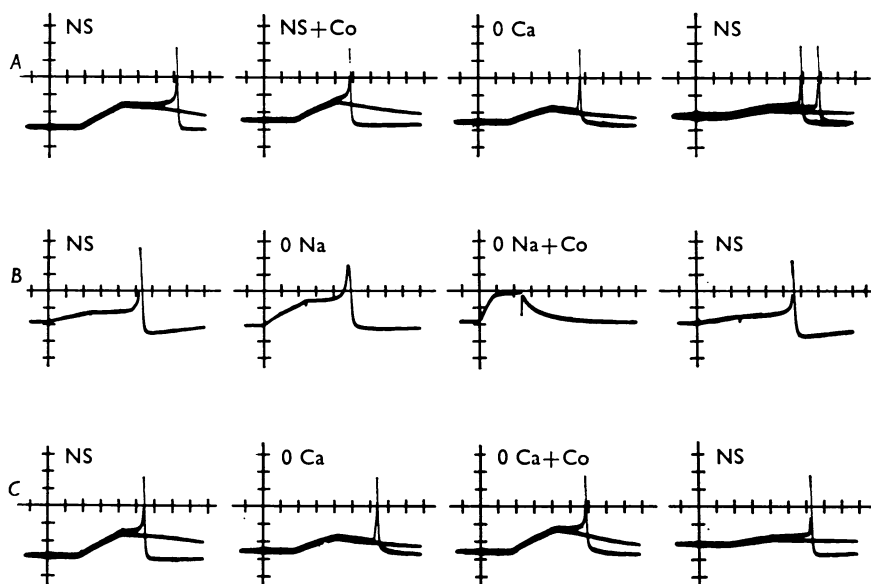 A NS NS+Co 0 Ca NS
B NS 0 Na 0 Na+Co NS
C NS 0 Ca 0 Ca+Co NS